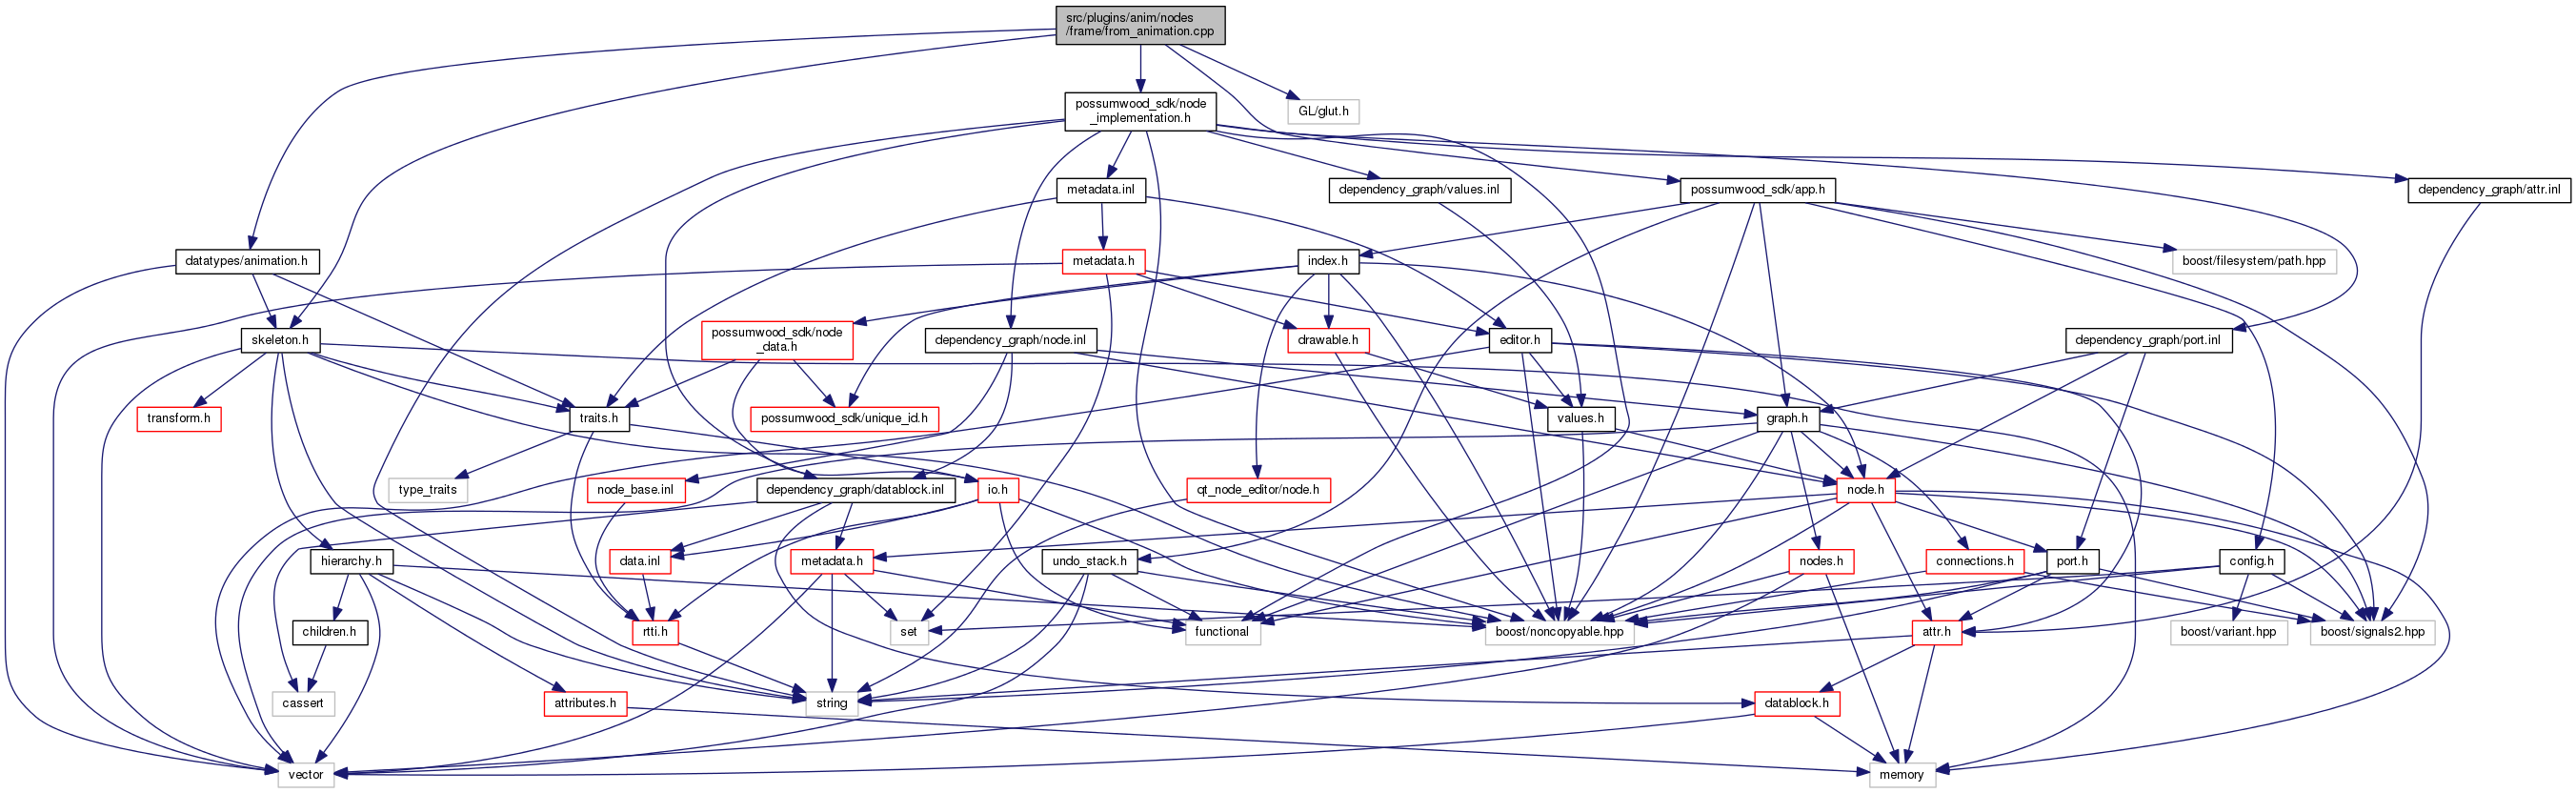 src/plugins/anim/nodes
/frame/from_animation.cpp
possumwood_sdk/node
_implementation.h
GL/glut.h
metadata.inl
dependency_graph/values.inl
possumwood_sdk/app.h
dependency_graph/attr.inl
datatypes/animation.h
metadata.h
index.h
boost/filesystem/path.hpp
skeleton.h
possumwood_sdk/node
_data.h
dependency_graph/node.inl
drawable.h
editor.h
dependency_graph/port.inl
transform.h
traits.h
possumwood_sdk/unique_id.h
values.h
graph.h
type_traits
node_base.inl
dependency_graph/datablock.inl
io.h
qt_node_editor/node.h
node.h
hierarchy.h
data.inl
metadata.h
undo_stack.h
nodes.h
connections.h
port.h
config.h
children.h
rtti.h
set
functional
boost/noncopyable.hpp
attr.h
boost/variant.hpp
boost/signals2.hpp
cassert
attributes.h
string
datablock.h
vector
memory